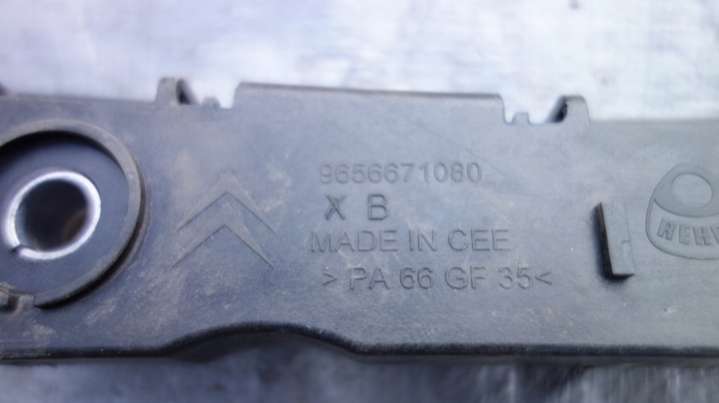 9656671080
X B
MADE IN CEE
>PA 66 GF 35<